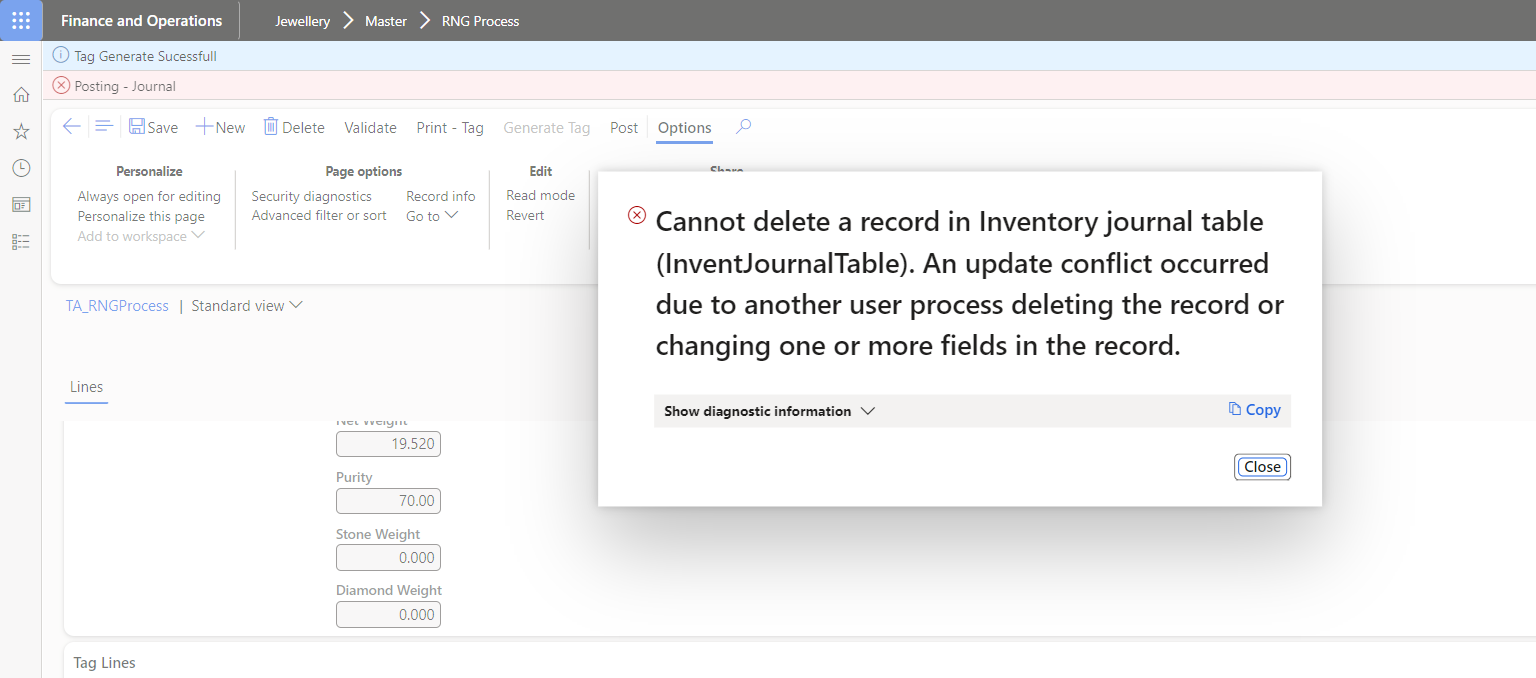 Finance and Operations
Jewellery
Master
RNG Process
Tag Generate Sucessfull
Posting - Journal
Save
New
Delete
Validate
Print - Tag
Generate Tag
Post
Options
Personalize
Always open for editing
Personalize this page
Add to workspace
Page options
Security diagnostics
Advanced filter or sort
Record info
Go to
Edit
Read mode
Revert
Share
Cannot delete a record in Inventory journal table
(InventJournalTable). An update conflict occurred
due to another user process deleting the record or
changing one or more fields in the record.
Show diagnostic information
Copy
Close
TA_RNGProcess | Standard view
Lines
Net Weight
19.520
Purity
70.00
Stone Weight
0.000
Diamond Weight
0.000
Tag Lines